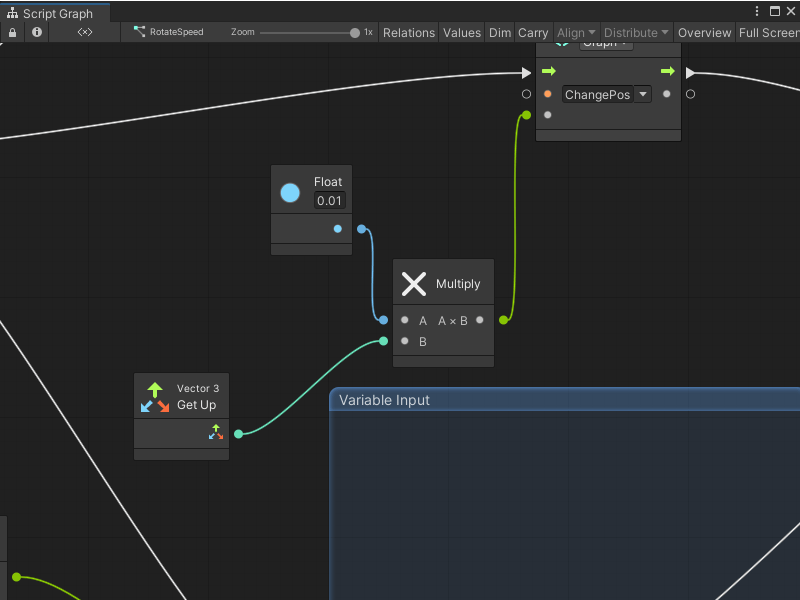 Script Graph
RotateSpeed Zoom 1x Relations Values Dim Carry Align Distribute Overview Full Screen
Graph
ChangePos
Float
0.01
Multiply
A A × B
B
Vector 3
Get Up
Variable Input